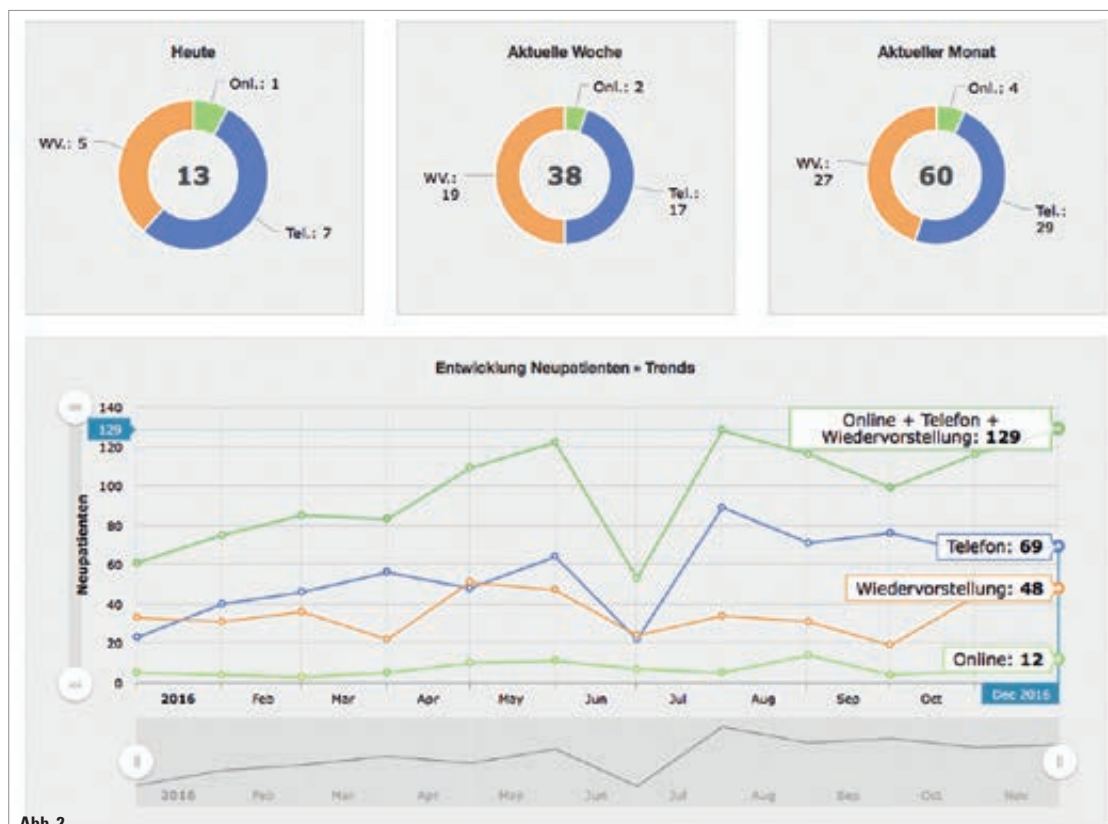 Heute
Onl.: 1
WV.: 5
13
Tel.: 7
Aktuelle Woche
Onl.: 2
WV.:
19
38
Tel.:
17
Aktueller Monat
Onl.: 4
WV.:
27
60
Tel.:
29
Entwicklung Neupatienten » Trends
Neupatienten
140
129
120
100
80
60
40
20
0
Online + Telefon +
Wiedervorstellung: 129
Telefon: 69
Wiedervorstellung: 48
Online: 12
2016 Feb Mar Apr May Jun Jul Aug Sep Oct Dec 2016
2016 Feb Mar Apr May Jun Jul Aug Sep Oct Nov
Abb. 2